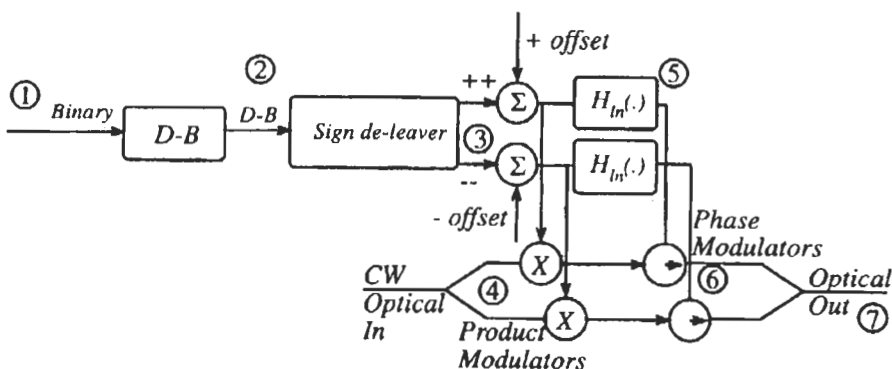 + offset
① Binary
D-B
② D-B
Sign de-leaver
++
③
--
Σ
Σ
- offset
H_ln(.)
⑤
H_ln(.)
CW
Optical
In
④
X
X
Product
Modulators
Phase
Modulators
⑥
Optical
Out ⑦